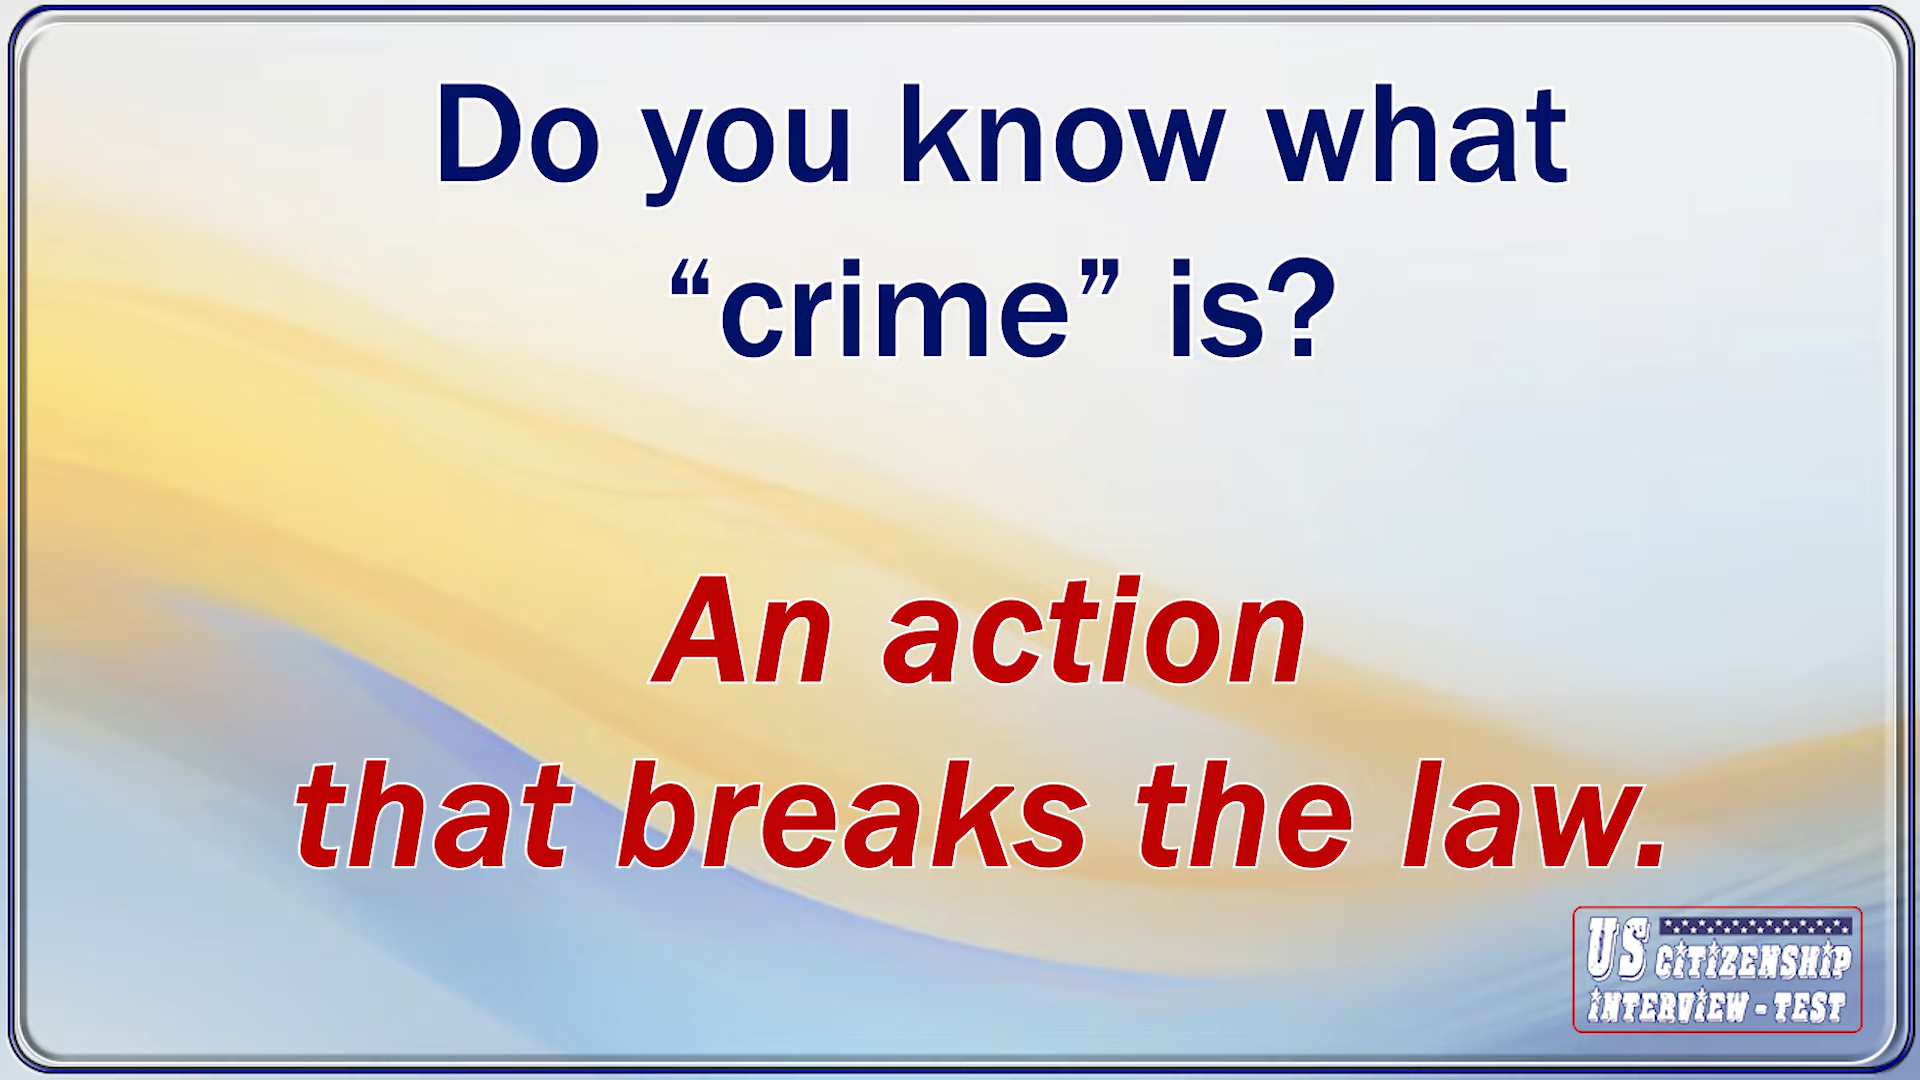 Do you know what
“crime” is?
An action
that breaks the law.
US CITIZENSHIP
INTERVIEW - TEST